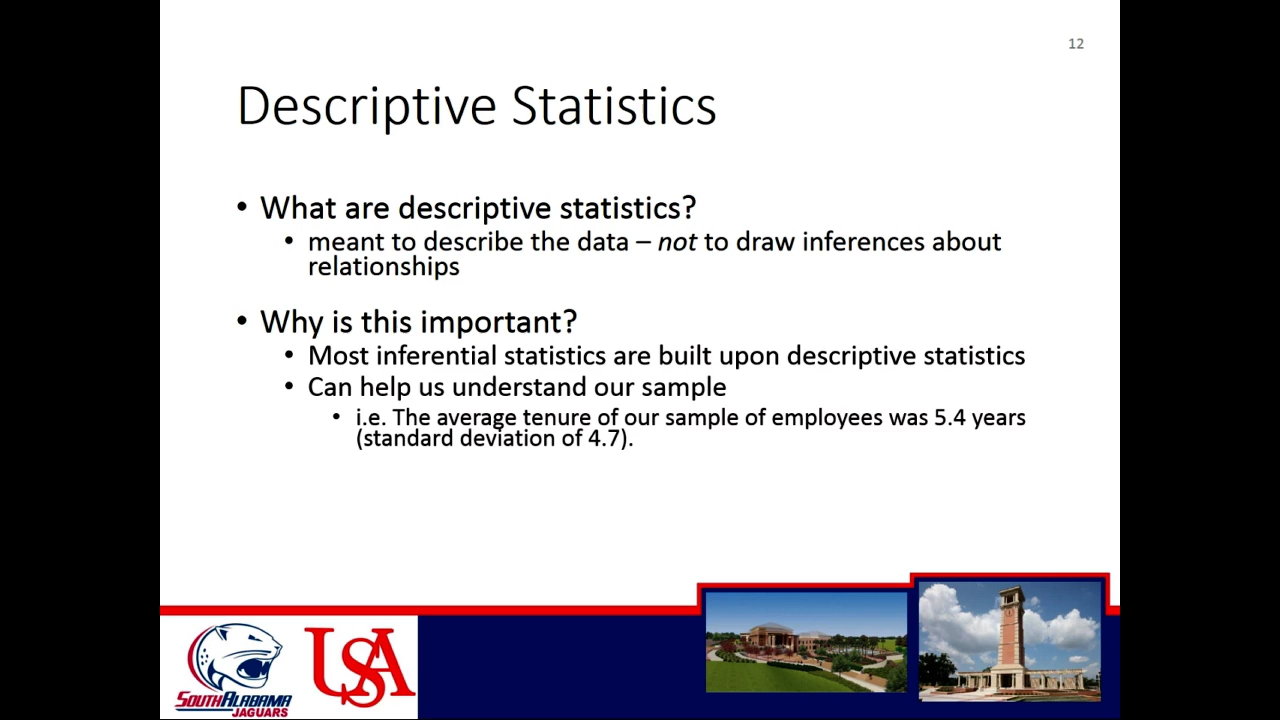 12
Descriptive Statistics
• What are descriptive statistics?
• meant to describe the data – not to draw inferences about
relationships
• Why is this important?
• Most inferential statistics are built upon descriptive statistics
• Can help us understand our sample
• i.e. The average tenure of our sample of employees was 5.4 years
(standard deviation of 4.7).
SOUTH ALABAMA
JAGUARS
USA